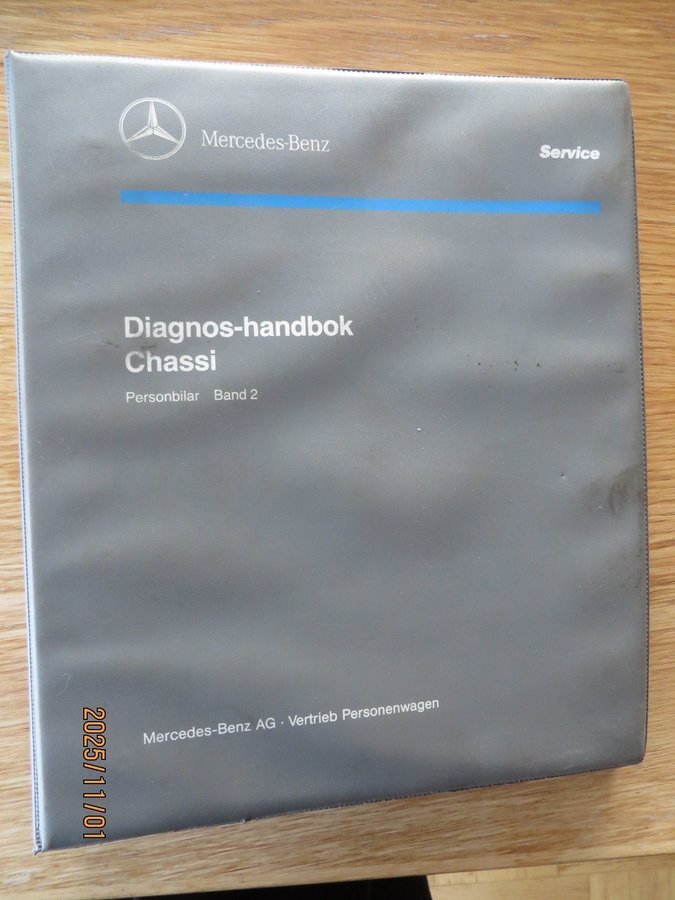 Mercedes-Benz
Service
Diagnos-handbok
Chassi
Personbilar Band 2
Mercedes-Benz AG · Vertrieb Personenwagen
2025/11/01